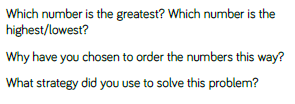 Which number is the greatest? Which number is the
highest/lowest?
Why have you chosen to order the numbers this way?
What strategy did you use to solve this problem?